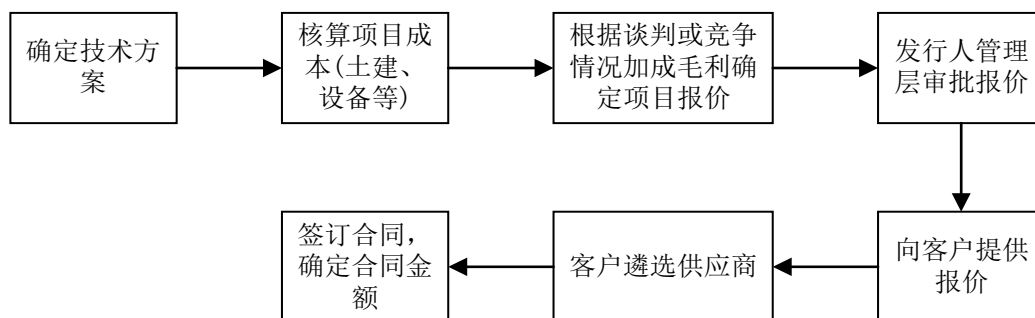 确定技术方
案
核算项目成
本(土建、
设备等)
根据谈判或竞争
情况加成毛利确
定项目报价
发行人管理
层审批报价
向客户提供
报价
客户遴选供应商
签订合同，
确定合同金
额